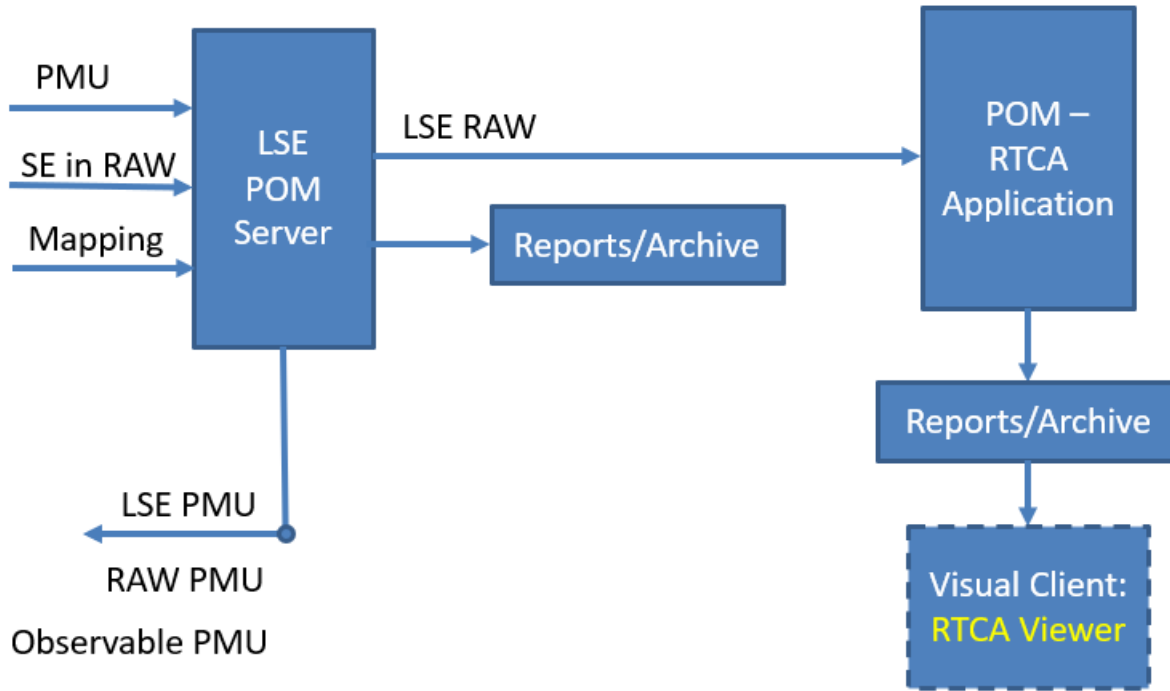 PMU
SE in RAW
Mapping
LSE
POM
Server
LSE RAW
Reports/Archive
POM –
RTCA
Application
Reports/Archive
Visual Client:
RTCA Viewer
LSE PMU
RAW PMU
Observable PMU